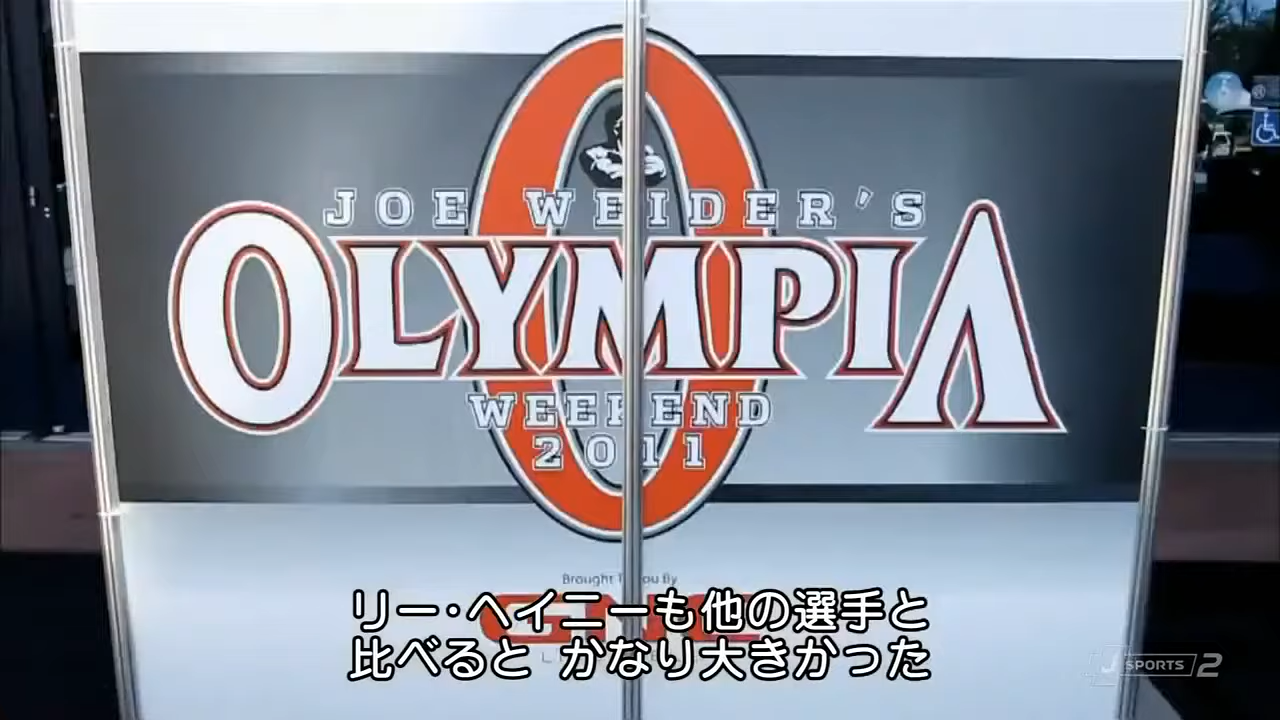 JOE WEIDER'S
OLYMPIA
WEEKEND
2011
Brought To You By
GNC
リー・ヘイニーも他の選手と
比べると かなり大きかった
J SPORTS 2